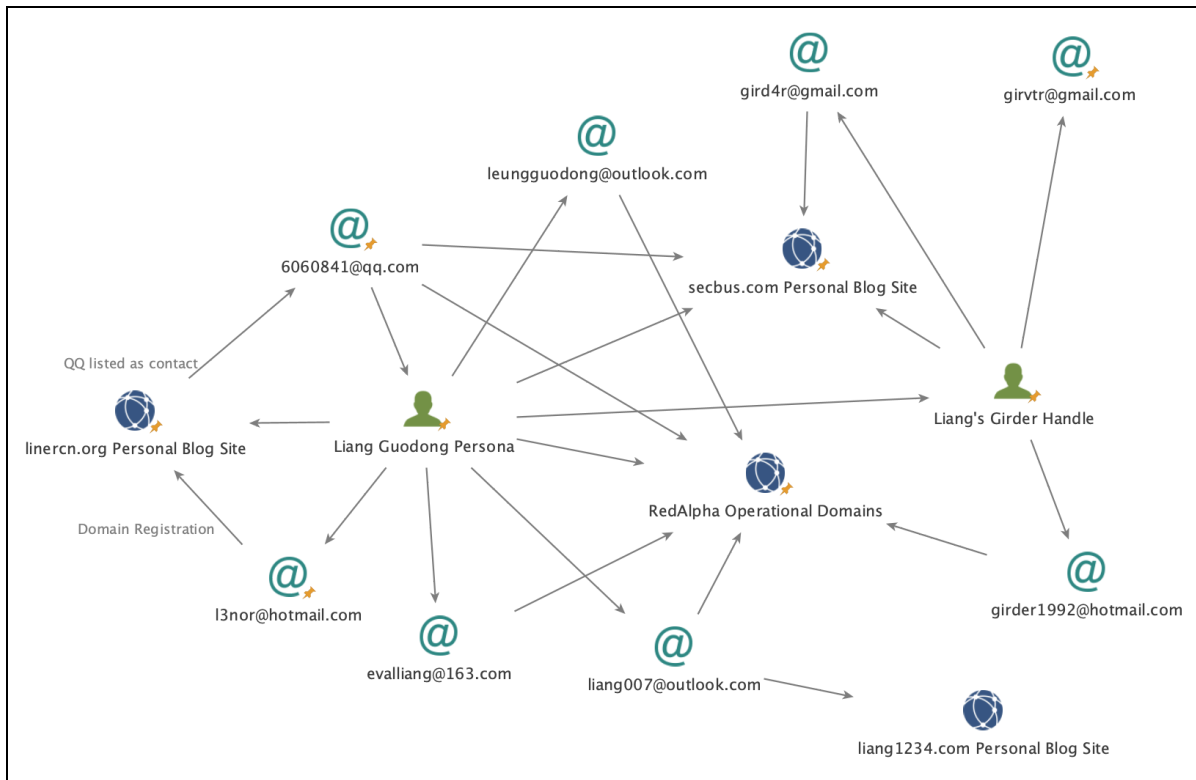 gird4r@gmail.com
girvtr@gmail.com
leungguodong@outlook.com
6060841@qq.com
secbus.com Personal Blog Site
QQ listed as contact
linercn.org Personal Blog Site
Liang Guodong Persona
Liang's Girder Handle
RedAlpha Operational Domains
Domain Registration
l3nor@hotmail.com
girder1992@hotmail.com
evalliang@163.com
liang007@outlook.com
liang1234.com Personal Blog Site